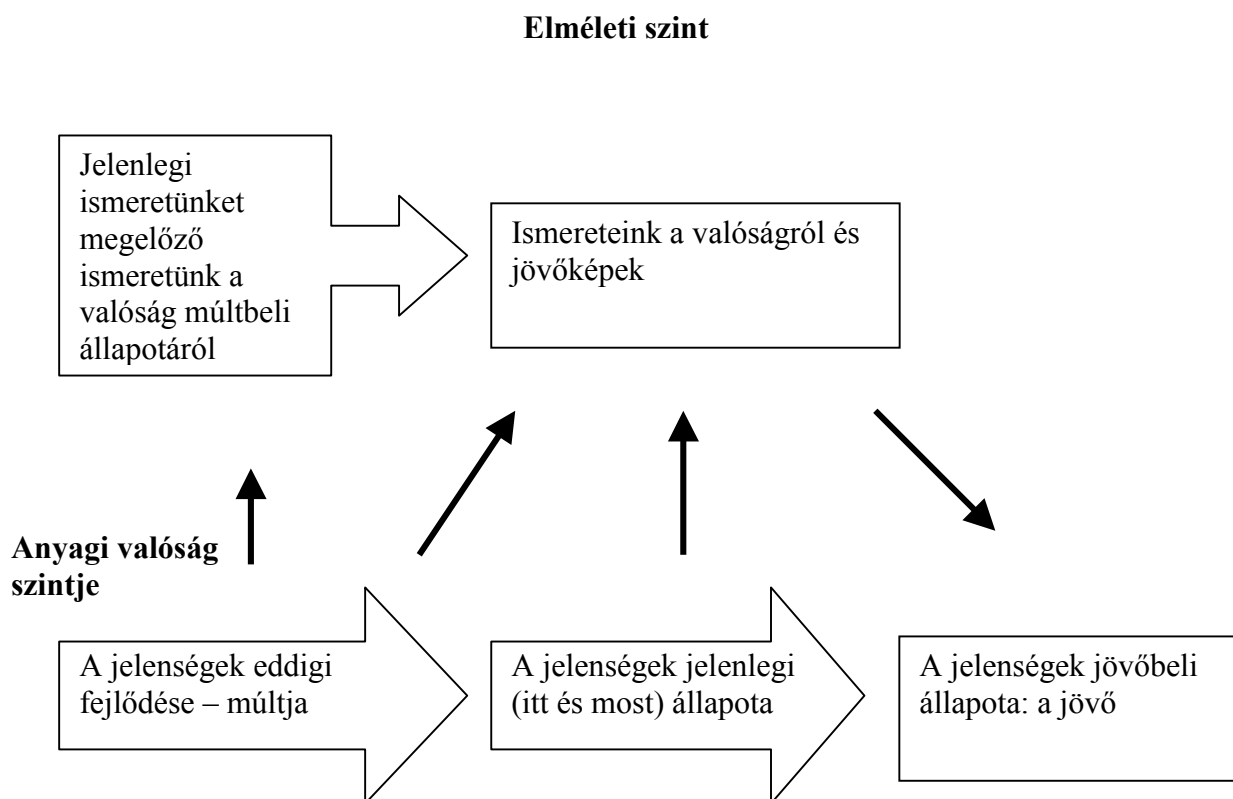 Elméleti szint
Jelenlegi
ismeretünket
megelőző
ismeretünk a
valóság múltbeli
állapotáról
Ismereteink a valóságról és
jövőképek
Anyagi valóság
szintje
A jelenségek eddigi
fejlődése – múltja
A jelenségek jelenlegi
(itt és most) állapota
A jelenségek jövőbeli
állapota: a jövő